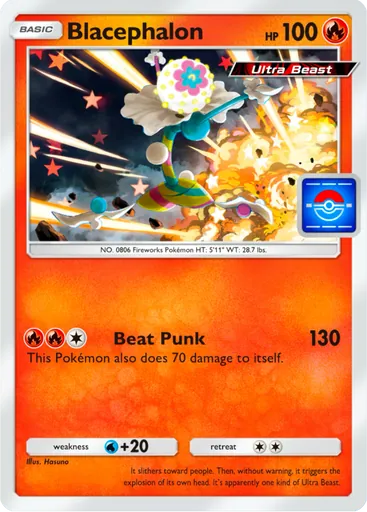 BASIC Blacephalon HP 100
Ultra Beast
NO. 0806 Fireworks Pokémon HT: 5'11" WT: 28.7 lbs.
Beat Punk 130
This Pokémon also does 70 damage to itself.
weakness +20 retreat
Illus. Hasuno
It slithers toward people. Then, without warning, it triggers the
explosion of its own head. It's apparently one kind of Ultra Beast.